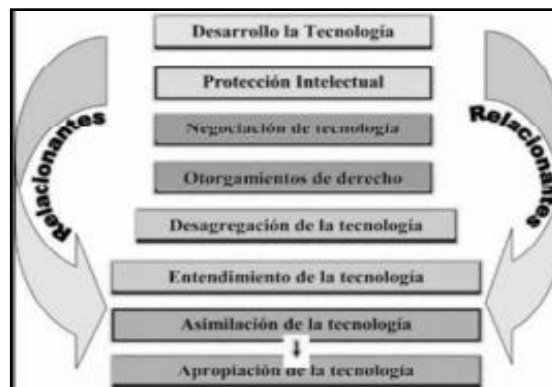 Desarrollo la Tecnología
Protección Intelectual
Negociación de tecnología
Otorgamientos de derecho
Desagregación de la tecnología
Entendimiento de la tecnología
Asimilación de la tecnología
Apropiación de la tecnología
Relacionantes
Relacionantes